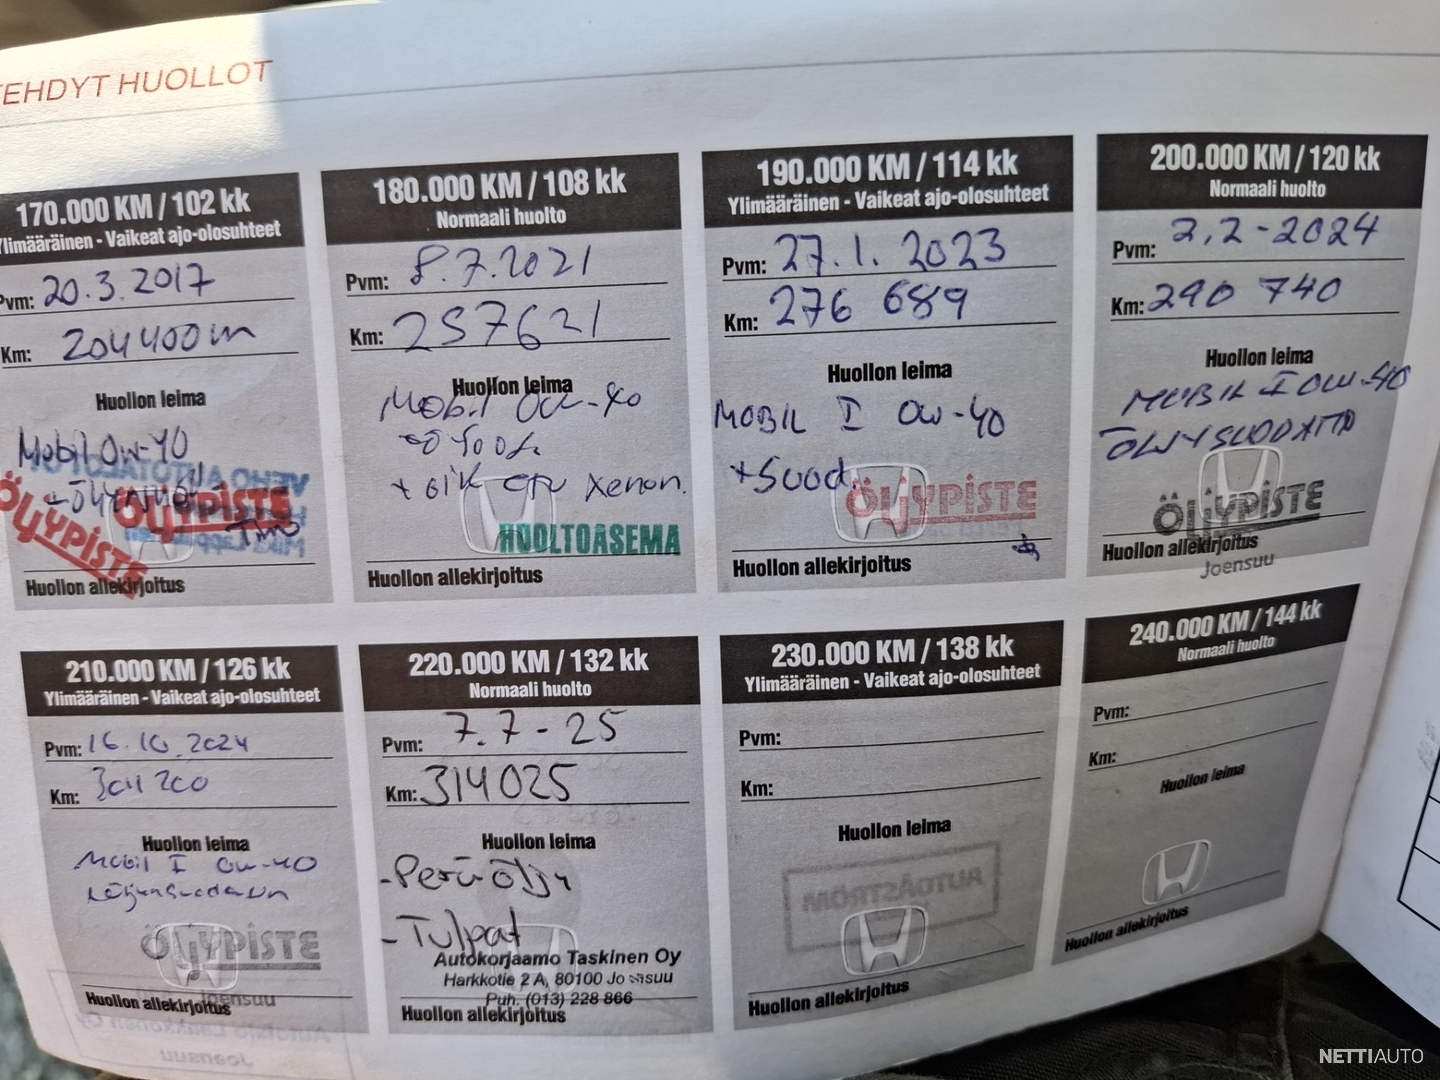 TEHDYT HUOLLOT
170.000 KM / 102 kk
Ylimääräinen - Vaikeat ajo-olosuhteet
Pvm: 20.3.2017
Km: 204400
Huollon leima
Mobil 0w-40
ÖLJYPISTE
ÖLJYPISTE
Huollon allekirjoitus
180.000 KM / 108 kk
Normaali huolto
Pvm: 8.7.2021
Km: 257621
Huollon leima
Mobil 0w-40
Xenon.
HUOLTOASEMA
Huollon allekirjoitus
190.000 KM / 114 kk
Ylimääräinen - Vaikeat ajo-olosuhteet
Pvm: 27.1.2023
Km: 276 689
Huollon leima
MOBIL I 0w-40
+Suod.
ÖLJYPISTE
Huollon allekirjoitus
200.000 KM / 120 kk
Normaali huolto
Pvm: 2.2-2024
Km: 290 740
Huollon leima
MOBIL I 0W-40
ÖLJYPISTE
Huollon allekirjoitus
Joensuu
210.000 KM / 126 kk
Ylimääräinen - Vaikeat ajo-olosuhteet
Pvm: 16.10.2024
Km: 304200
Huollon leima
Mobil I 0w-40
ÖLJYPISTE
Joensuu
Huollon allekirjoitus
220.000 KM / 132 kk
Normaali huolto
Pvm: 7.7-25
Km: 314025
Huollon leima
-Peräöljy
-Tulpat
Autokorjaamo Taskinen Oy
Harkkotie 2 A, 80100 Joensuu
Puh. (013) 228 866
Huollon allekirjoitus
230.000 KM / 138 kk
Ylimääräinen - Vaikeat ajo-olosuhteet
Pvm:
Km:
Huollon leima
Huollon allekirjoitus
240.000 KM / 144 kk
Normaali huolto
Pvm:
Km:
Huollon leima
Huollon allekirjoitus
NETTIAUTO